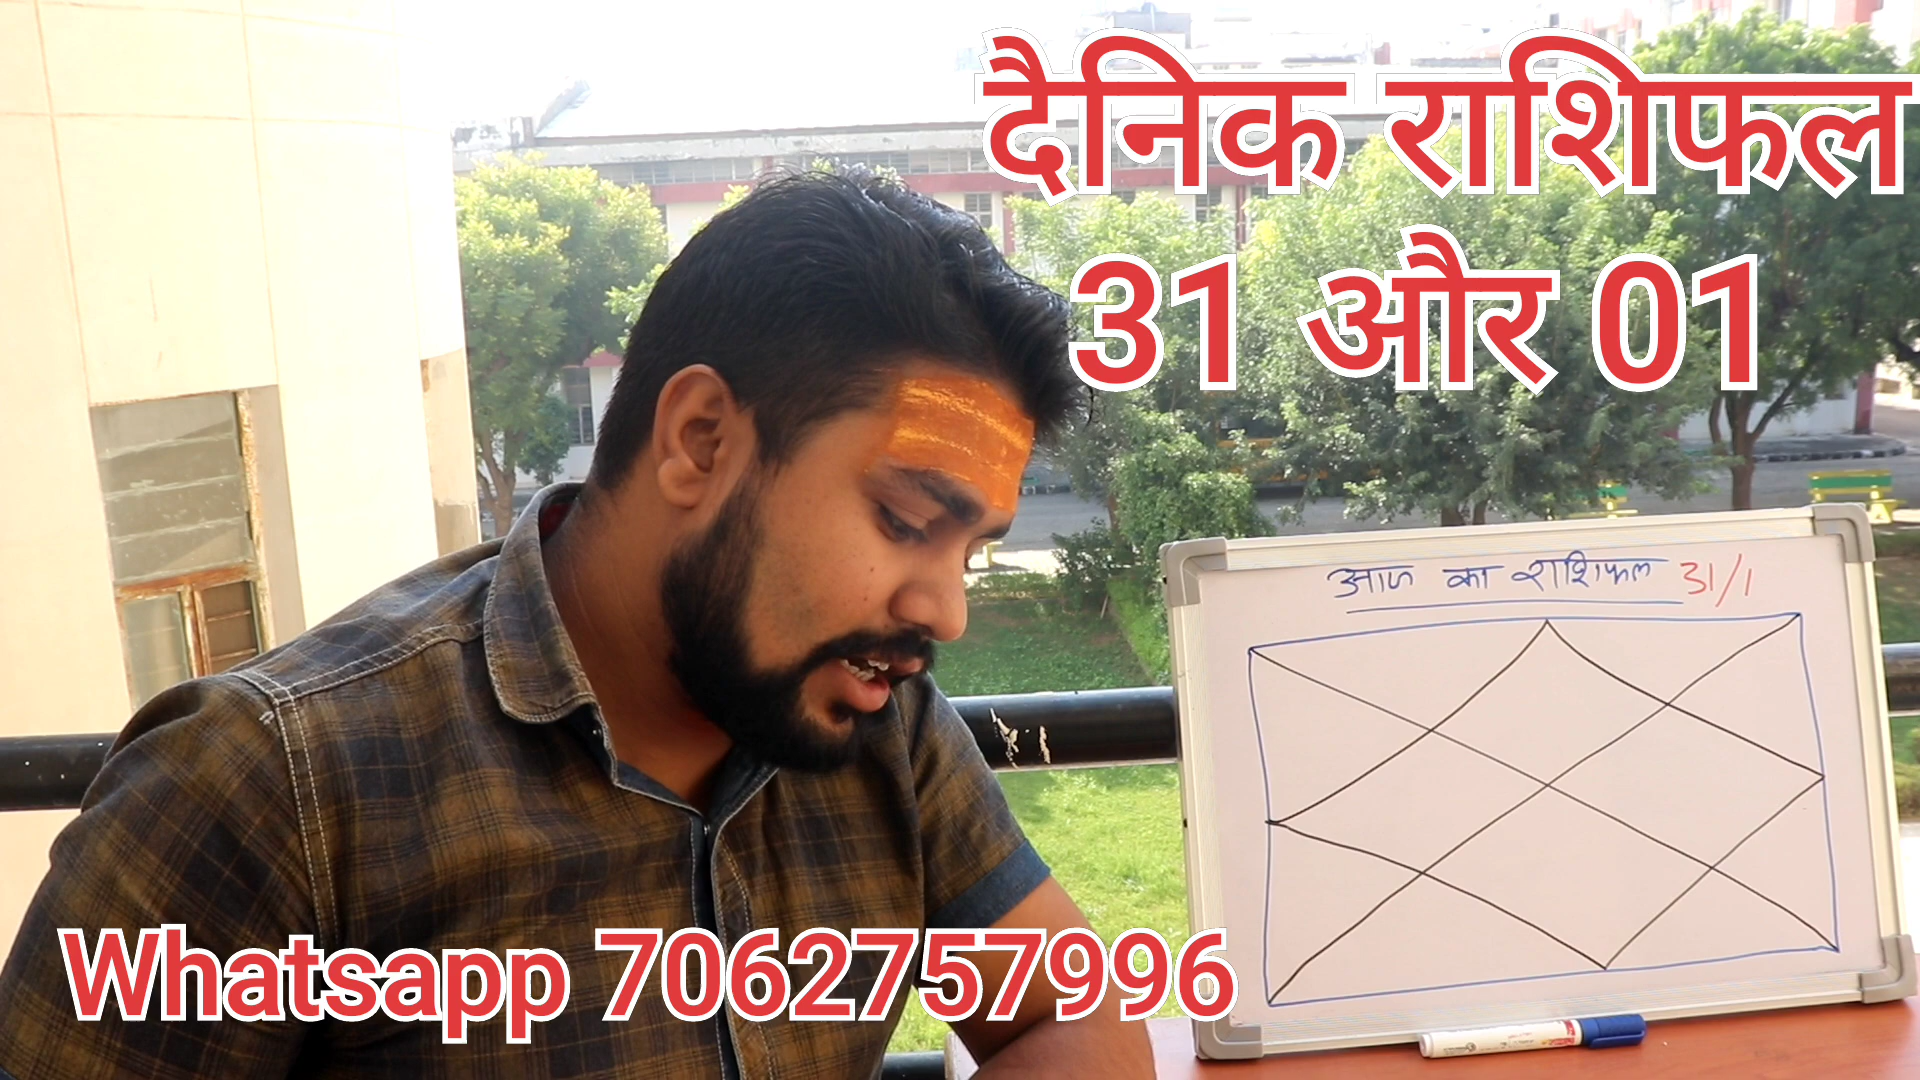 दैनिक राशिफल
31 और 01
आज का राशिफल 31/1
Whatsapp 7062757996